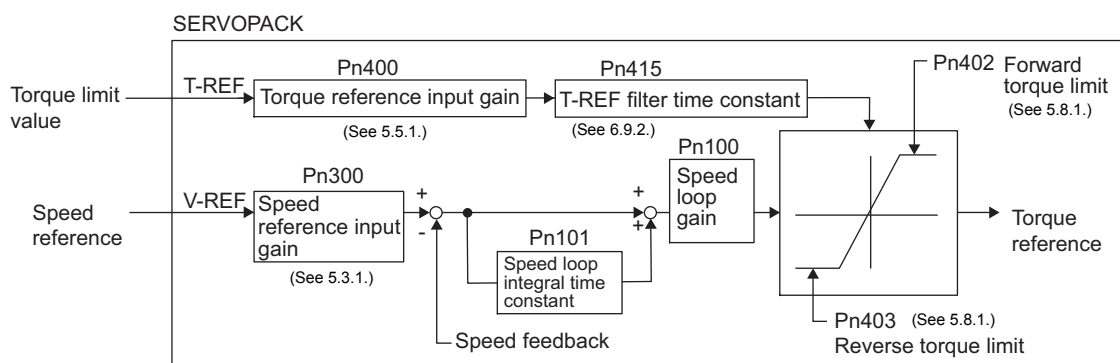 SERVOPACK
Torque limit
value
T-REF
Pn400
Torque reference input gain
(See 5.5.1.)
Pn415
T-REF filter time constant
(See 6.9.2.)
Pn402
Forward
torque limit
(See 5.8.1.)
Speed
reference
V-REF
Pn300
Speed
reference input
gain
(See 5.3.1.)
+
-
Pn101
Speed loop
integral time
constant
Speed feedback
+
+
Pn100
Speed
loop
gain
Torque
reference
Pn403
(See 5.8.1.)
Reverse torque limit